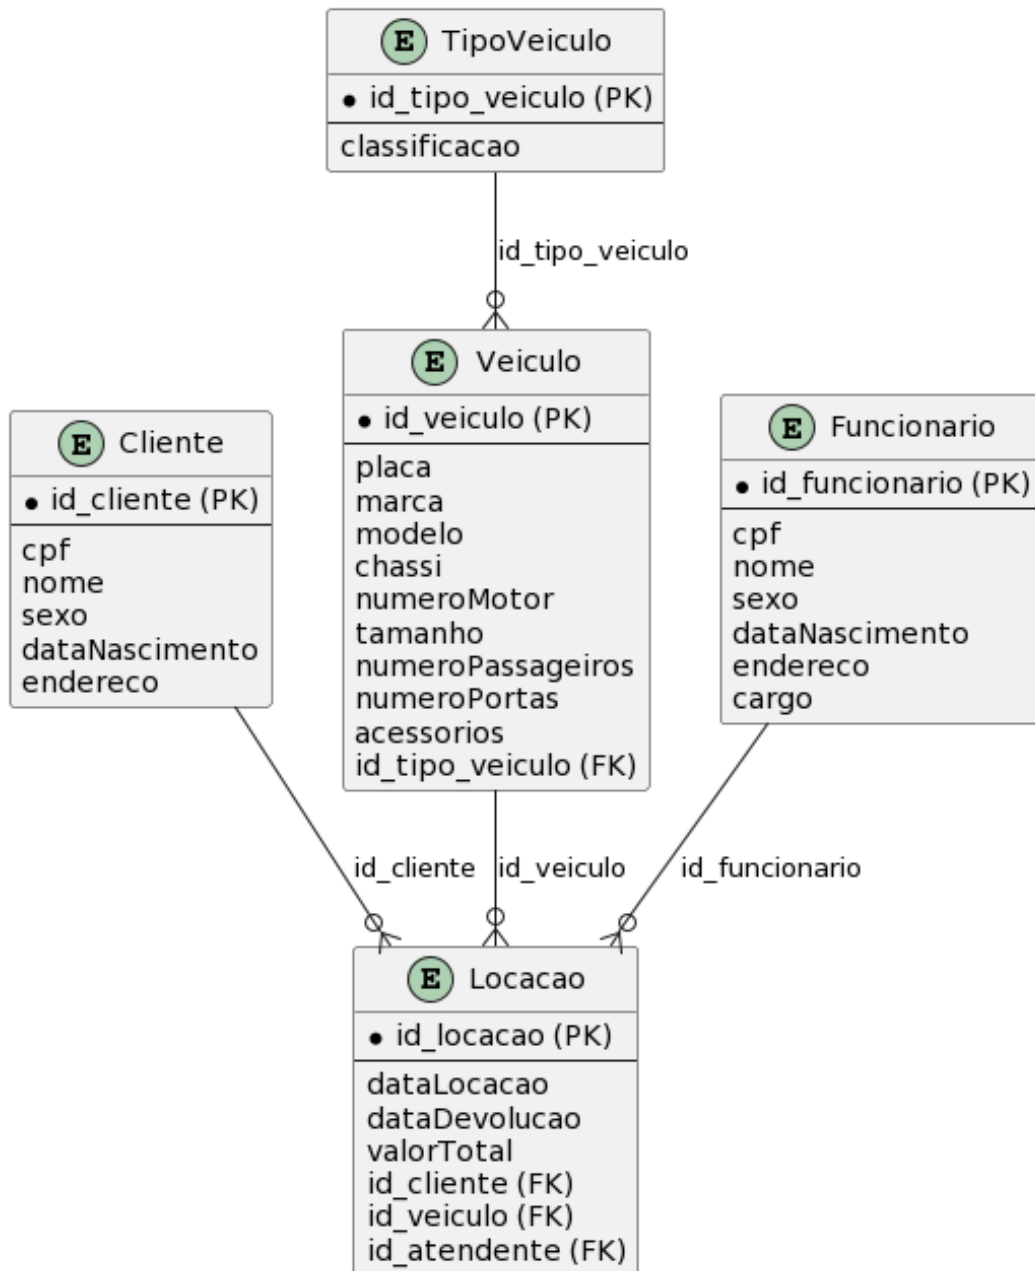 E TipoVeiculo
id_tipo_veiculo (PK)
classificacao
id_tipo_veiculo
E Veiculo
id_veiculo (PK)
placa
marca
modelo
chassi
numeroMotor
tamanho
numeroPassageiros
numeroPortas
acessorios
id_tipo_veiculo (FK)
E Cliente
id_cliente (PK)
cpf
nome
sexo
dataNascimento
endereco
E Funcionario
id_funcionario (PK)
cpf
nome
sexo
dataNascimento
endereco
cargo
id_cliente
id_veiculo
id_funcionario
E Locacao
id_locacao (PK)
dataLocacao
dataDevolucao
valorTotal
id_cliente (FK)
id_veiculo (FK)
id_atendente (FK)